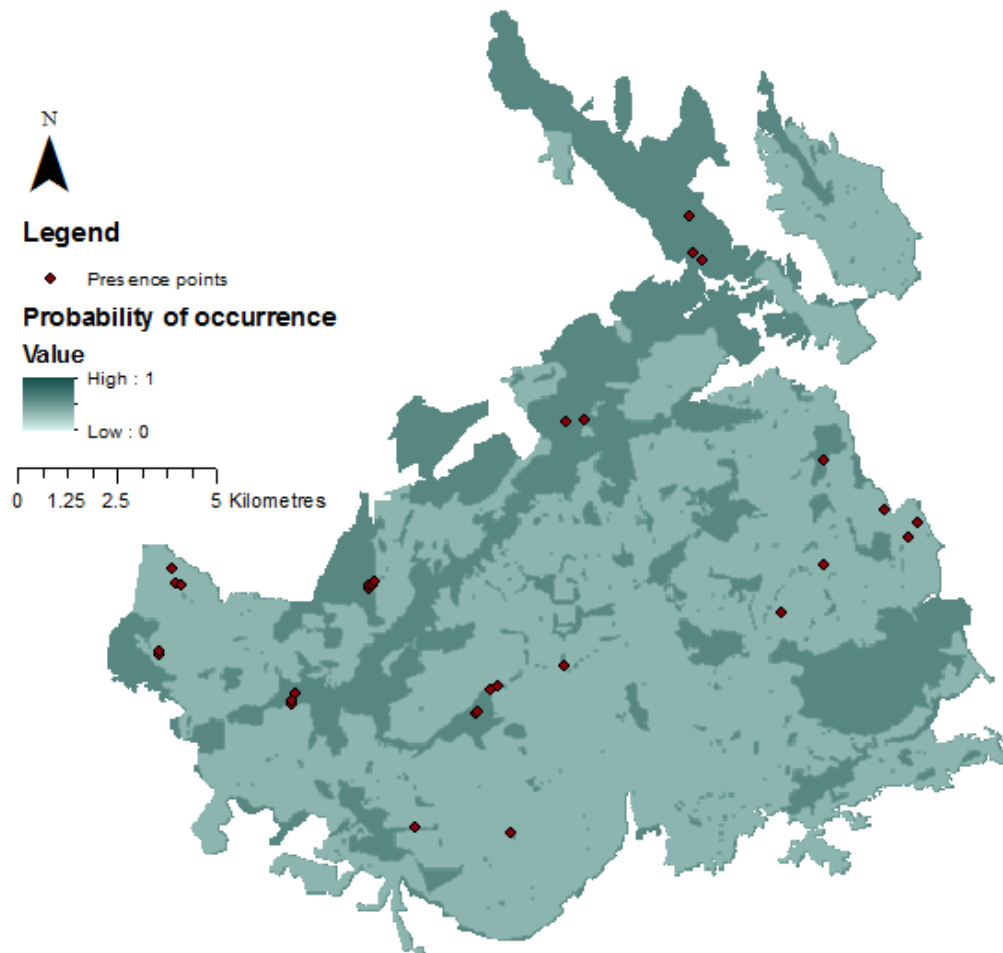 N
Legend
Presence points
Probability of occurrence
Value
High : 1
Low : 0
0 1.25 2.5 5 Kilometres